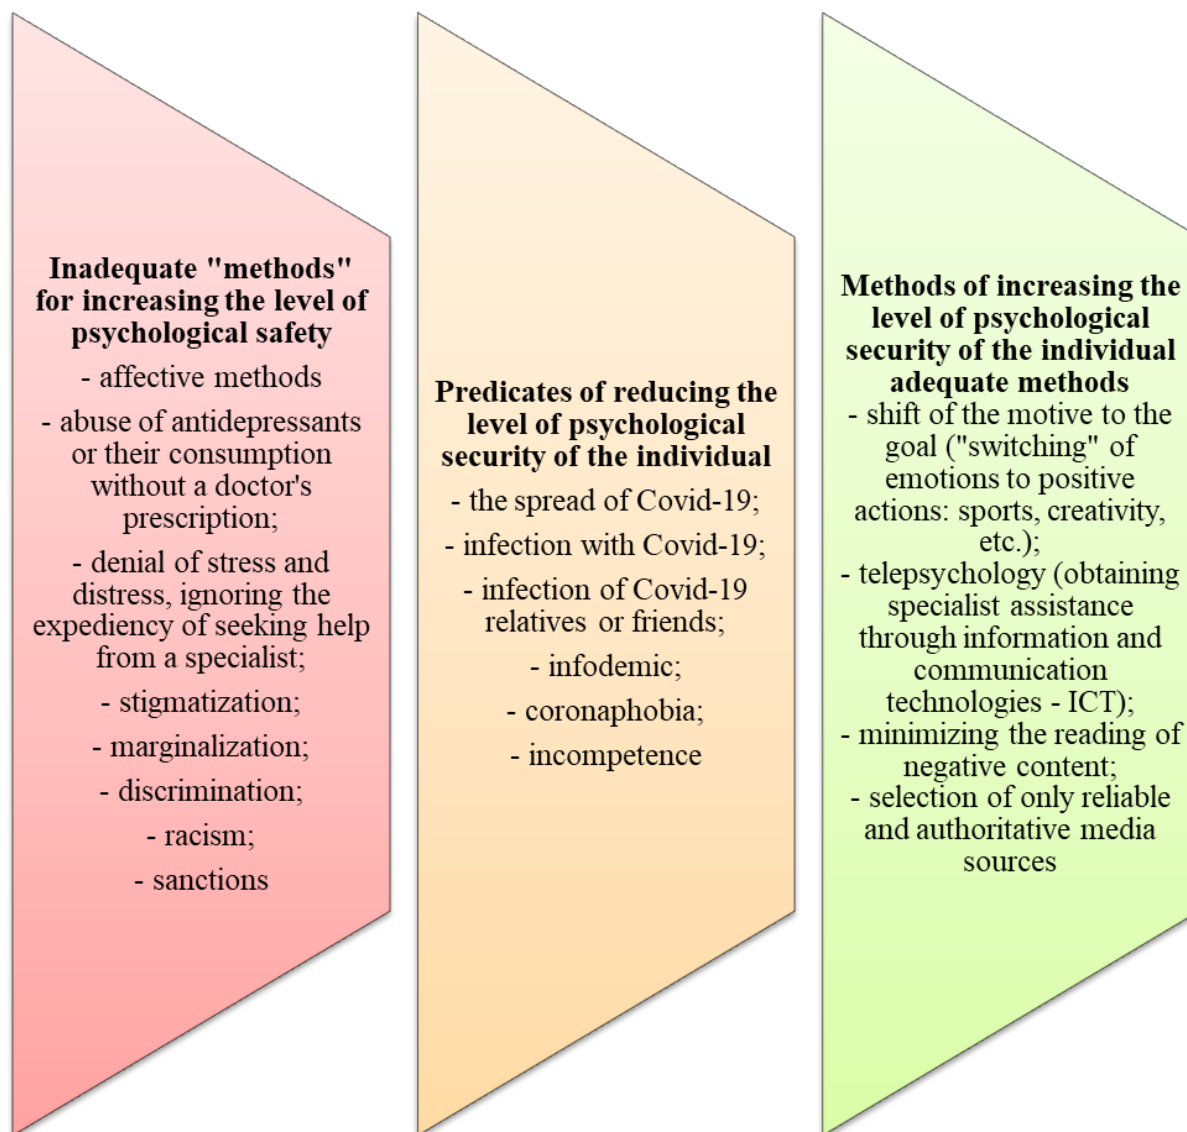 Inadequate "methods"
for increasing the level of
psychological safety
- affective methods
- abuse of antidepressants
or their consumption
without a doctor's
prescription;
- denial of stress and
distress, ignoring the
expediency of seeking help
from a specialist;
- stigmatization;
- marginalization;
- discrimination;
- racism;
- sanctions
Predicates of reducing the
level of psychological
security of the individual
- the spread of Covid-19;
- infection with Covid-19;
- infection of Covid-19
relatives or friends;
- infodemic;
- coronaphobia;
- incompetence
Methods of increasing the
level of psychological
security of the individual
adequate methods
- shift of the motive to the
goal ("switching" of
emotions to positive
actions: sports, creativity,
etc.);
- telepsychology (obtaining
specialist assistance
through information and
communication
technologies - ICT);
- minimizing the reading of
negative content;
- selection of only reliable
and authoritative media
sources